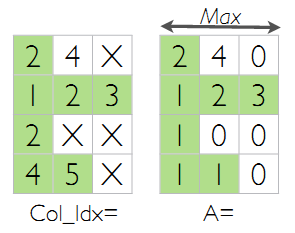 Max
2 4 X 2 4 0
1 2 3 1 2 3
2 X X 1 0 0
4 5 X 1 1 0
Col_Idx= A=